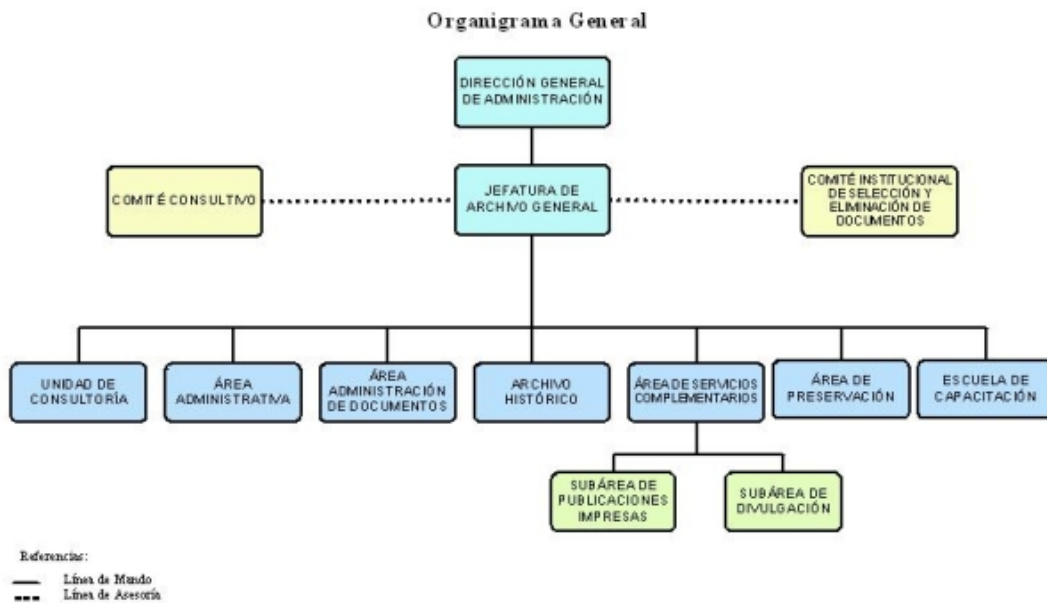 Organigrama General
DIRECCIÓN GENERAL
DE ADMINISTRACIÓN
COMITÉ CONSULTIVO
JEFATURA DE
ARCHIVO GENERAL
COMITÉ INSTITUCIONAL
DE SELECCIÓN Y
ELIMINACIÓN DE
DOCUMENTOS
UNIDAD DE
CONSULTORÍA
ÁREA
ADMINISTRATIVA
ÁREA
ADMINISTRACIÓN
DE DOCUMENTOS
ARCHIVO
HISTÓRICO
ÁREA DE SERVICIOS
COMPLEMENTARIOS
ÁREA DE
PRESERVACIÓN
ESCUELA DE
CAPACITACIÓN
SUBÁREA DE
PUBLICACIONES
IMPRESAS
SUBÁREA DE
DIVULGACIÓN
Referencias:
Línea de Mando
Línea de Asesoría